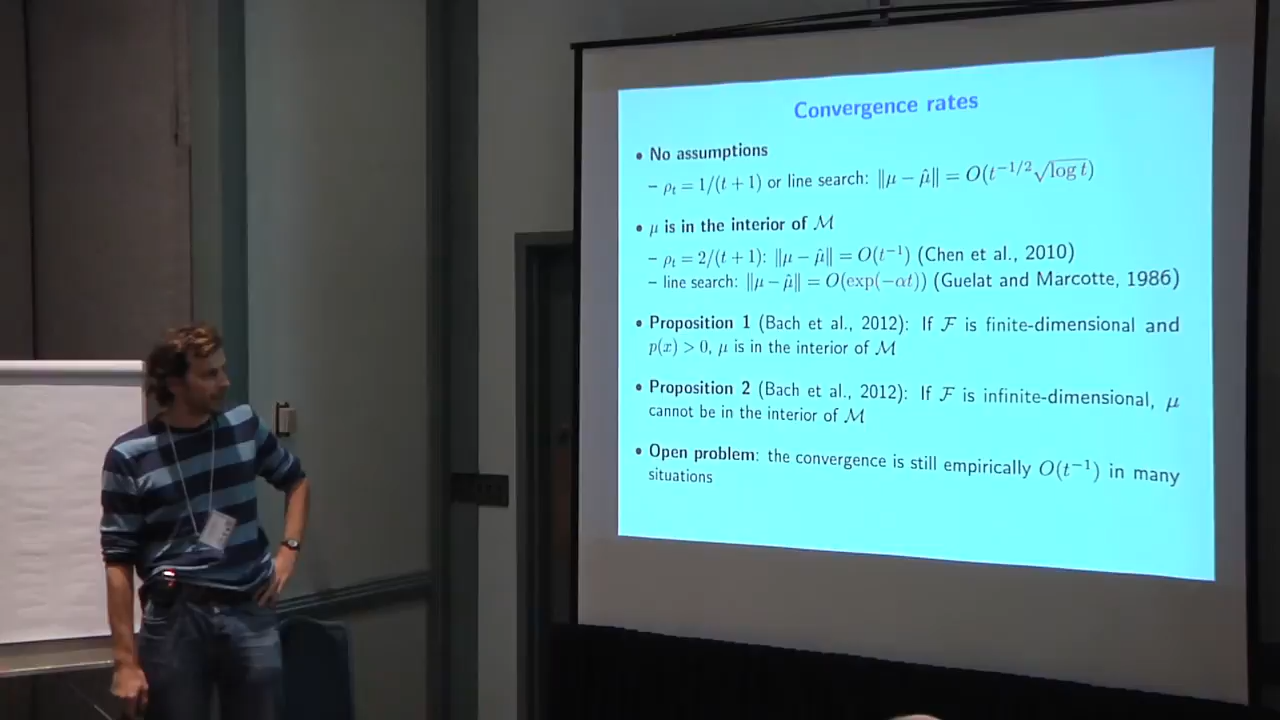 Convergence rates
• No assumptions
– ρₜ = 1/(t + 1) or line search: ‖μ − μ̂‖ = O(t⁻¹/²√log t)
• μ is in the interior of ℳ
– ρₜ = 2/(t + 1): ‖μ − μ̂‖ = O(t⁻¹) (Chen et al., 2010)
– line search: ‖μ − μ̂‖ = O(exp(−αt)) (Guelat and Marcotte, 1986)
• Proposition 1 (Bach et al., 2012): If ℱ is finite-dimensional and
p(x) > 0, μ is in the interior of ℳ
• Proposition 2 (Bach et al., 2012): If ℱ is infinite-dimensional, μ
cannot be in the interior of ℳ
• Open problem: the convergence is still empirically O(t⁻¹) in many
situations